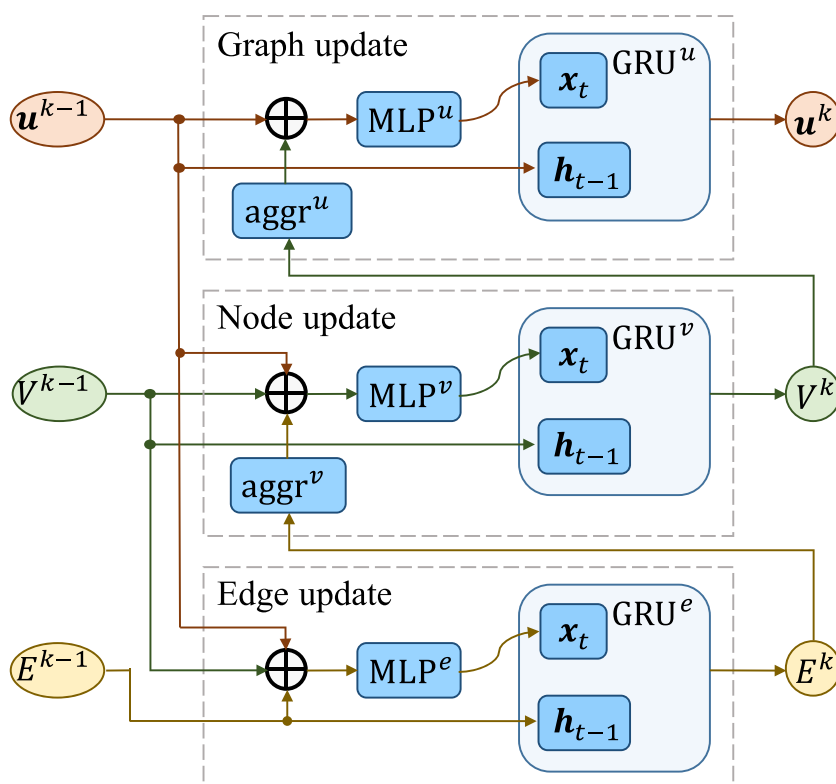 Graph update
u^{k-1}
MLP^u
x_t
GRU^u
u^k
h_{t-1}
aggr^u
Node update
V^{k-1}
MLP^v
x_t
GRU^v
V^k
h_{t-1}
aggr^v
Edge update
E^{k-1}
MLP^e
x_t
GRU^e
E^k
h_{t-1}